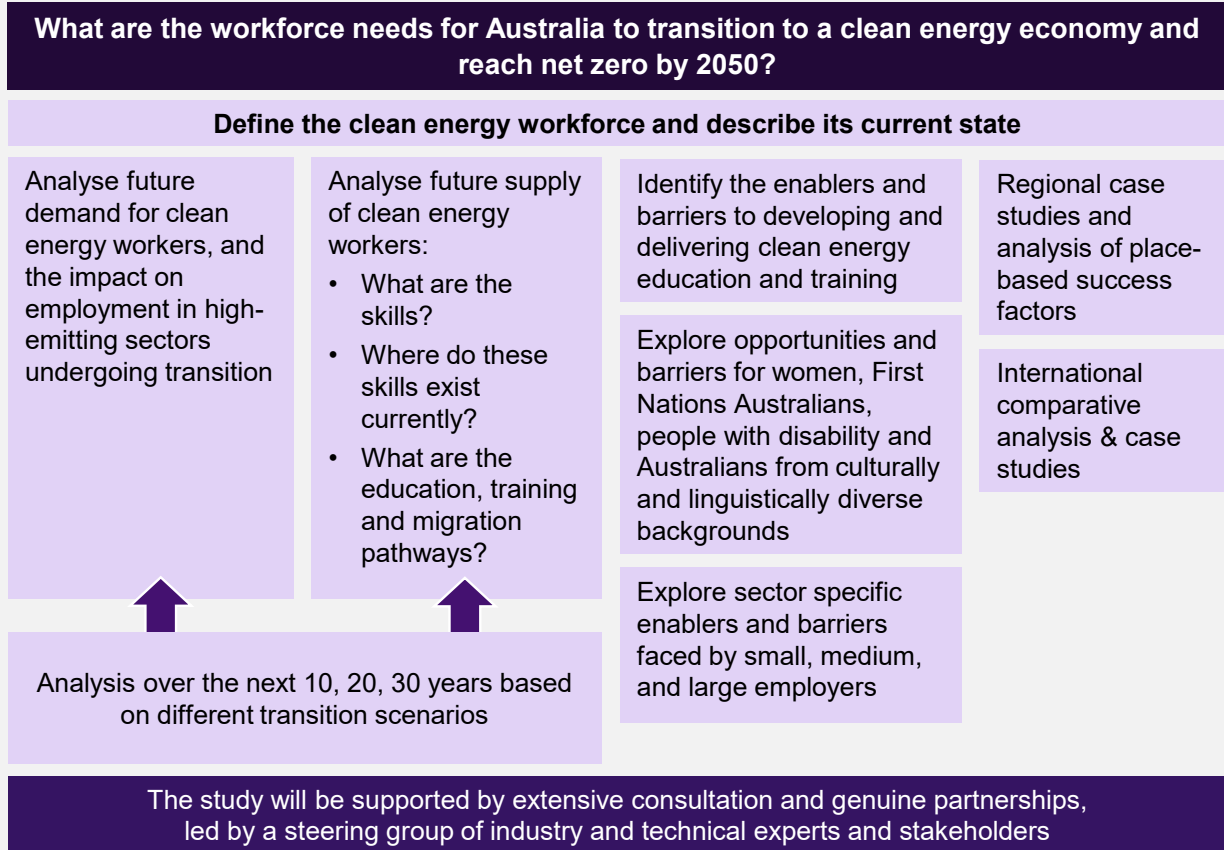 What are the workforce needs for Australia to transition to a clean energy economy and
reach net zero by 2050?
Define the clean energy workforce and describe its current state
Analyse future
demand for clean
energy workers, and
the impact on
employment in high-
emitting sectors
undergoing transition
Analyse future supply
of clean energy
workers:
• What are the
skills?
• Where do these
skills exist
currently?
• What are the
education, training
and migration
pathways?
Analysis over the next 10, 20, 30 years based
on different transition scenarios
Identify the enablers and
barriers to developing and
delivering clean energy
education and training
Explore opportunities and
barriers for women, First
Nations Australians,
people with disability and
Australians from culturally
and linguistically diverse
backgrounds
Explore sector specific
enablers and barriers
faced by small, medium,
and large employers
Regional case
studies and
analysis of place-
based success
factors
International
comparative
analysis & case
studies
The study will be supported by extensive consultation and genuine partnerships,
led by a steering group of industry and technical experts and stakeholders